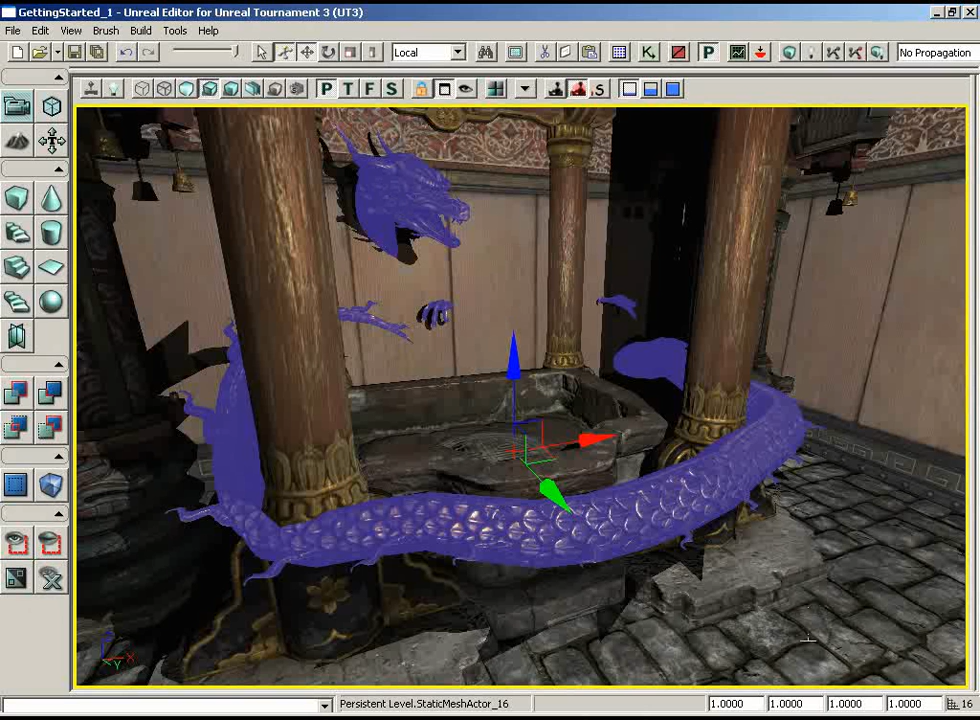 GettingStarted_1 - Unreal Editor for Unreal Tournament 3 (UT3)
File Edit View Brush Build Tools Help
Local
K
P
No Propagation
P T F S
.S
X
Y
Persistent Level.StaticMeshActor_16
1.0000 1.0000 1.0000 1.0000 16